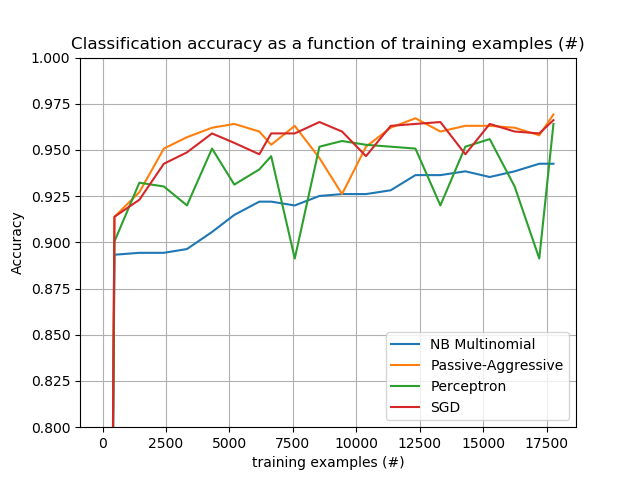 Classification accuracy as a function of training examples (#)
1.000
0.975
0.950
0.925
0.900
0.875
0.850
0.825
0.800
Accuracy
NB Multinomial
Passive-Aggressive
Perceptron
SGD
0 2500 5000 7500 10000 12500 15000 17500
training examples (#)